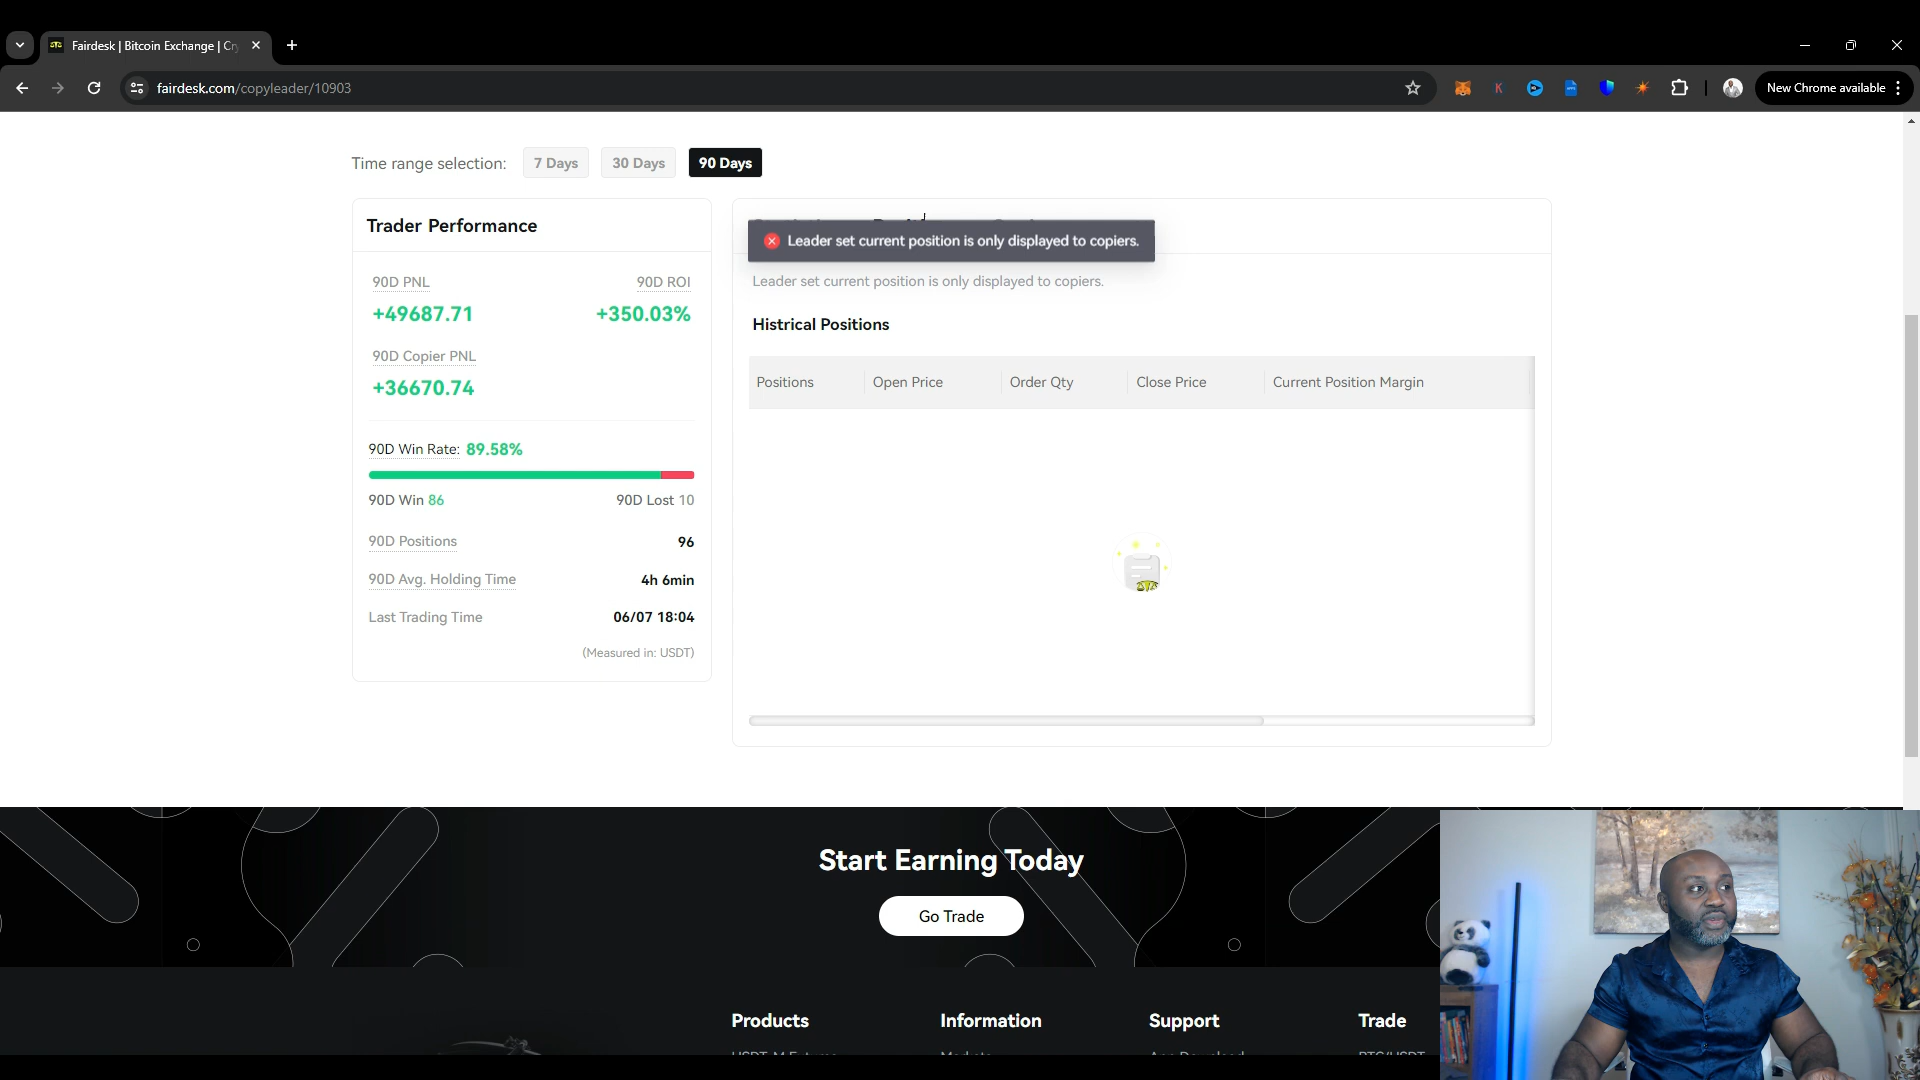 Fairdesk | Bitcoin Exchange | Cr
fairdesk.com/copyleader/10903
New Chrome available
Time range selection: 7 Days 30 Days 90 Days
Trader Performance
90D PNL 90D ROI
+49687.71 +350.03%
90D Copier PNL
+36670.74
90D Win Rate: 89.58%
90D Win 86 90D Lost 10
90D Positions 96
90D Avg. Holding Time 4h 6min
Last Trading Time 06/07 18:04
(Measured in: USDT)
Leader set current position is only displayed to copiers.
Leader set current position is only displayed to copiers.
Histrical Positions
Positions Open Price Order Qty Close Price Current Position Margin
Start Earning Today
Go Trade
Products Information Support Trade